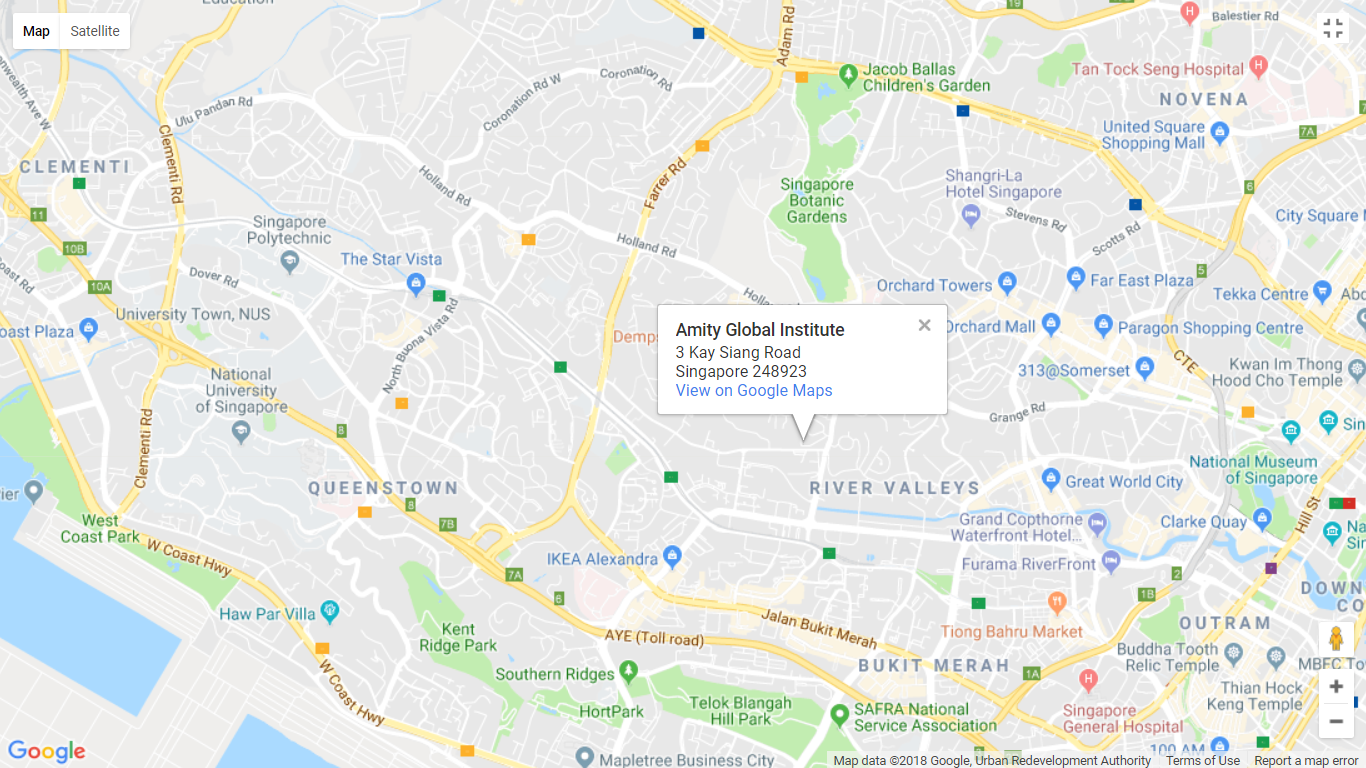 Education
Map
Satellite
Adam Rd
19
H
Balestier Rd
Coronation Rd W
Coronation Rd
Jacob Ballas
Children's Garden
Tan Tock Seng Hospital
H
NOVENA
Ulu Pandan Rd
Clementi Rd
CLEMENTI
United Square
Shopping Mall
7A
Farrer Rd
Holland Rd
Singapore
Botanic
Gardens
Shangri-La
Hotel Singapore
6
Stevens Rd
Scotts Rd
City Square
11
10B
10A
Singapore
Polytechnic
The Star Vista
Dover Rd
Holland Rd
5
Orchard Towers
Far East Plaza
Tekka Centre
University Town, NUS
North Buona Vista Rd
oast Plaza
Amity Global Institute
3 Kay Siang Road
Singapore 248923
View on Google Maps
Orchard Mall
Paragon Shopping Centre
CTE
313@Somerset
Kwan Im Thong
Hood Cho Temple
National
University
of Singapore
8
Clementi Rd
Grange Rd
QUEENSTOWN
8
7B
RIVER VALLEYS
Great World City
National Museum
of Singapore
Hill St
West
Coast Park
W Coast Hwy
IKEA Alexandra
7A
6
Grand Copthorne
Waterfront Hotel...
Clarke Quay
Furama RiverFront
2
1B
Haw Par Villa
Kent
Ridge Park
AYE (Toll road)
Jalan Bukit Merah
Tiong Bahru Market
OUTRAM
BUKIT MERAH
1A
Buddha Tooth
Relic Temple
W Coast Hwy
Southern Ridges
HortPark
Telok Blangah
Hill Park
SAFRA National
Service Association
H
Singapore
General Hospital
Thian Hock
Keng Temple
100 AM
Google
Mapletree Business City
Map data ©2018 Google, Urban Redevelopment Authority
Terms of Use
Report a map error